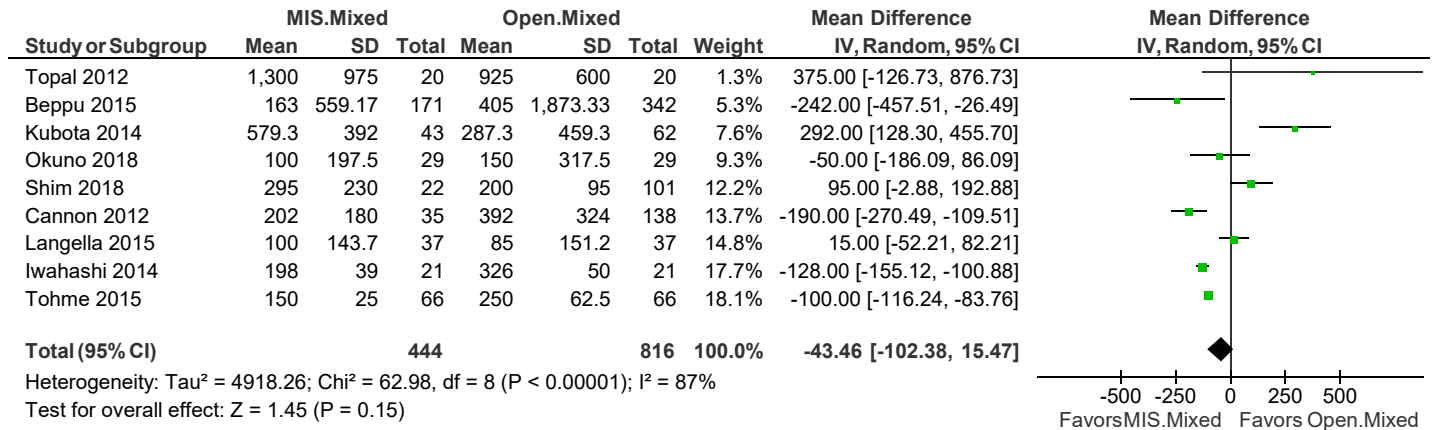 MIS.Mixed Open.Mixed Mean Difference Mean Difference
Study or Subgroup Mean SD Total Mean SD Total Weight IV, Random, 95% CI IV, Random, 95% CI
Topal 2012 1,300 975 20 925 600 20 1.3% 375.00 [-126.73, 876.73]
Beppu 2015 163 559.17 171 405 1,873.33 342 5.3% -242.00 [-457.51, -26.49]
Kubota 2014 579.3 392 43 287.3 459.3 62 7.6% 292.00 [128.30, 455.70]
Okuno 2018 100 197.5 29 150 317.5 29 9.3% -50.00 [-186.09, 86.09]
Shim 2018 295 230 22 200 95 101 12.2% 95.00 [-2.88, 192.88]
Cannon 2012 202 180 35 392 324 138 13.7% -190.00 [-270.49, -109.51]
Langella 2015 100 143.7 37 85 151.2 37 14.8% 15.00 [-52.21, 82.21]
Iwahashi 2014 198 39 21 326 50 21 17.7% -128.00 [-155.12, -100.88]
Tohme 2015 150 25 66 250 62.5 66 18.1% -100.00 [-116.24, -83.76]
Total (95% CI) 444 816 100.0% -43.46 [-102.38, 15.47]
Heterogeneity: Tau² = 4918.26; Chi² = 62.98, df = 8 (P < 0.00001); I² = 87%
Test for overall effect: Z = 1.45 (P = 0.15)
-500 -250 0 250 500
Favors MIS.Mixed Favors Open.Mixed